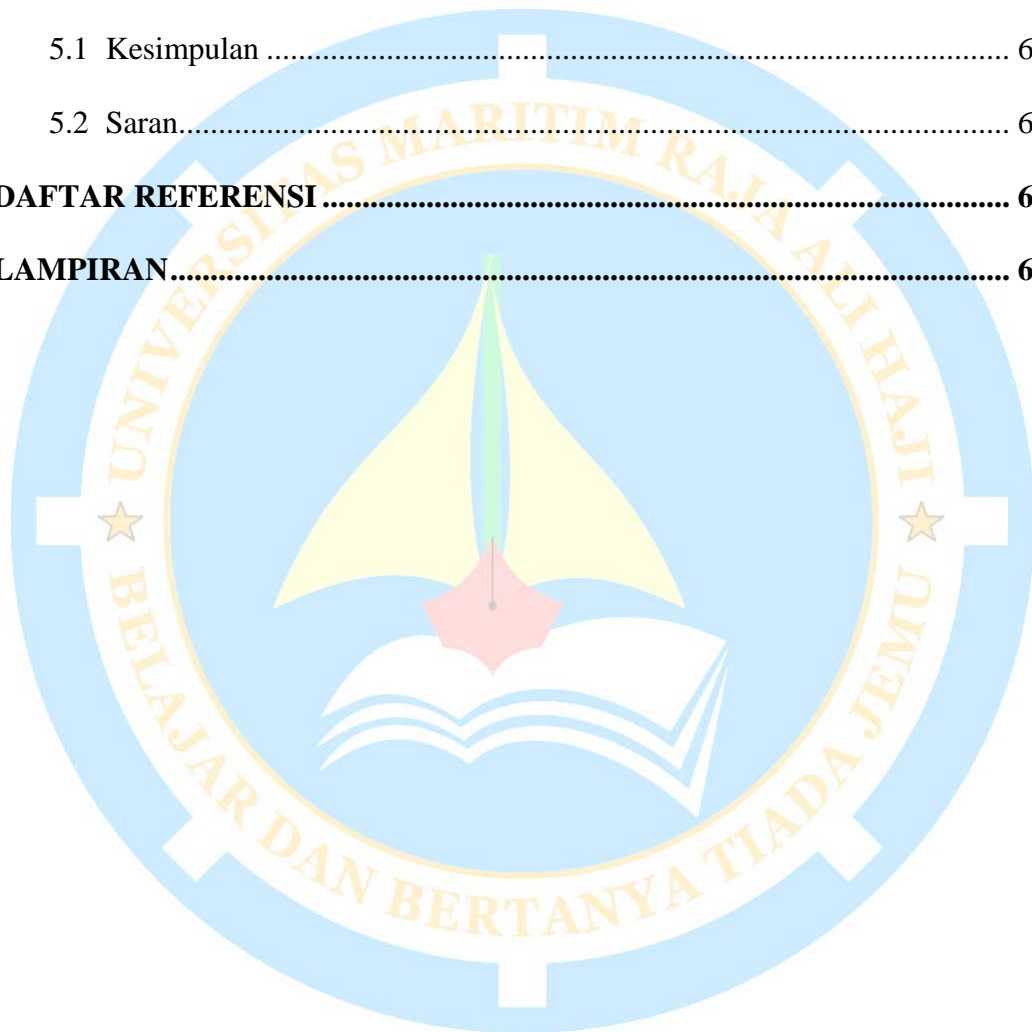 5.1 Kesimpulan ........................................................................................... 6
5.2 Saran...................................................................................................... 6
DAFTAR REFERENSI .................................................................................... 6
LAMPIRAN....................................................................................................... 6
UNIVERSITAS MARITIM RAJA ALI HAJI
BELAJAR DAN BERTANYA TIADA JEMU